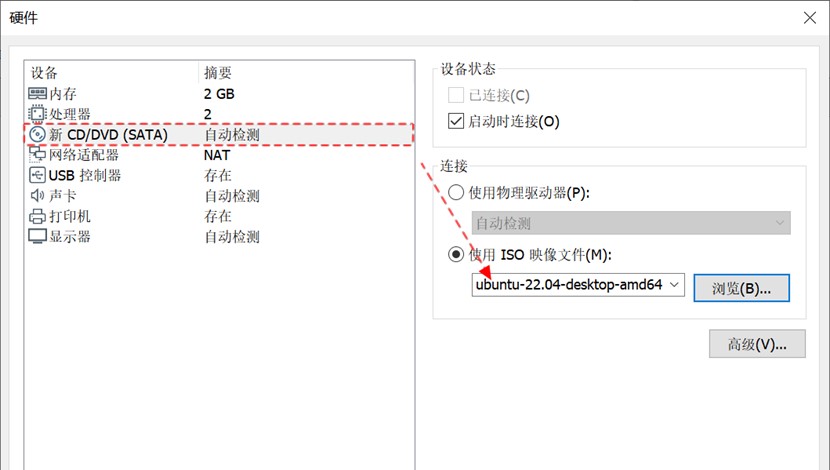 硬件
设备 摘要
内存 2 GB
处理器 2
新 CD/DVD (SATA) 自动检测
网络适配器 NAT
USB 控制器 存在
声卡 自动检测
打印机 存在
显示器 自动检测
设备状态
已连接(C)
启动时连接(O)
连接
使用物理驱动器(P):
自动检测
使用 ISO 映像文件(M):
ubuntu-22.04-desktop-amd64
浏览(B)...
高级(V)...